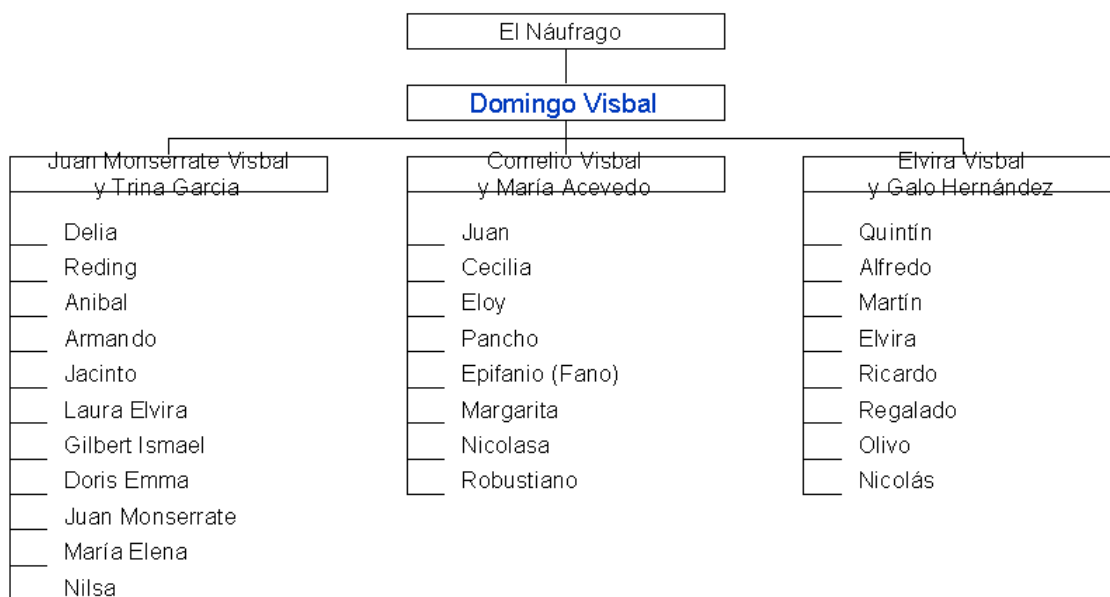 El Náufrago
Domingo Visbal
Juan Monserrate Visbal
y Trina Garcia
Delia
Reding
Anibal
Armando
Jacinto
Laura Elvira
Gilbert Ismael
Doris Emma
Juan Monserrate
María Elena
Nilsa
Cornelio Visbal
y María Acevedo
Juan
Cecilia
Eloy
Pancho
Epifanio (Fano)
Margarita
Nicolasa
Robustiano
Elvira Visbal
y Galo Hernández
Quintín
Alfredo
Martín
Elvira
Ricardo
Regalado
Olivo
Nicolás